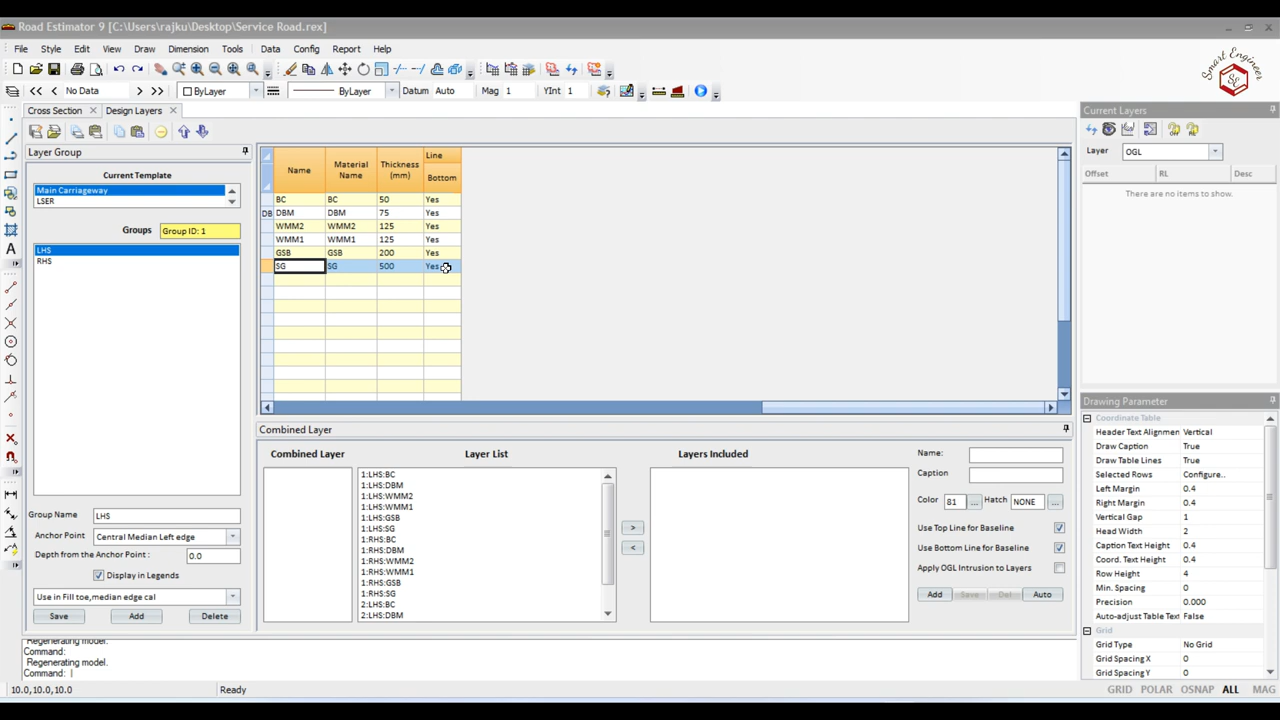 Road Estimator 9 [C:\Users\rajku\Desktop\Service Road.rex]
File Style Edit View Draw Dimension Tools Data Config Report Help
Smart Engineer
SE
No Data ByLayer ByLayer Datum Auto Mag 1 YInt 1
Cross Section Design Layers
Current Layers
Layer OGL
Offset RL Desc
There are no items to show.
Layer Group
Current Template
Main Carriageway
LSER
Groups Group ID: 1
LHS
RHS
Group Name LHS
Anchor Point Central Median Left edge
Depth from the Anchor Point : 0.0
Display in Legends
Use in Fill toe,median edge cal
Save Add Delete
Name Material Name Thickness (mm) Line Bottom
BC BC 50 Yes
DB DBM DBM 75 Yes
WMM2 WMM2 125 Yes
WMM1 WMM1 125 Yes
GSB GSB 200 Yes
SG SG 500 Yes
Combined Layer
Combined Layer Layer List Layers Included
1:LHS:BC
1:LHS:DBM
1:LHS:WMM2
1:LHS:WMM1
1:LHS:GSB
1:LHS:SG
1:RHS:BC
1:RHS:DBM
1:RHS:WMM2
1:RHS:WMM1
1:RHS:GSB
1:RHS:SG
2:LHS:BC
2:LHS:DBM
>
<
Name:
Caption
Color 81 ... Hatch NONE ...
Use Top Line for Baseline
Use Bottom Line for Baseline
Apply OGL Intrusion to Layers
Add Save Del Auto
Drawing Parameter
Coordinate Table
Header Text Alignmen Vertical
Draw Caption True
Draw Table Lines True
Selected Rows Configure..
Left Margin 0.4
Right Margin 0.4
Vertical Gap 1
Head Width 2
Caption Text Height 0.4
Coord. Text Height 0.4
Row Height 4
Min. Spacing 0
Precision 0.000
Auto-adjust Table Text False
Grid
Grid Type No Grid
Grid Spacing X 0
Grid Spacing Y 0
Regenerating model.
Command:
Regenerating model.
Command:
10.0,10.0,10.0 Ready GRID POLAR OSNAP ALL MAG